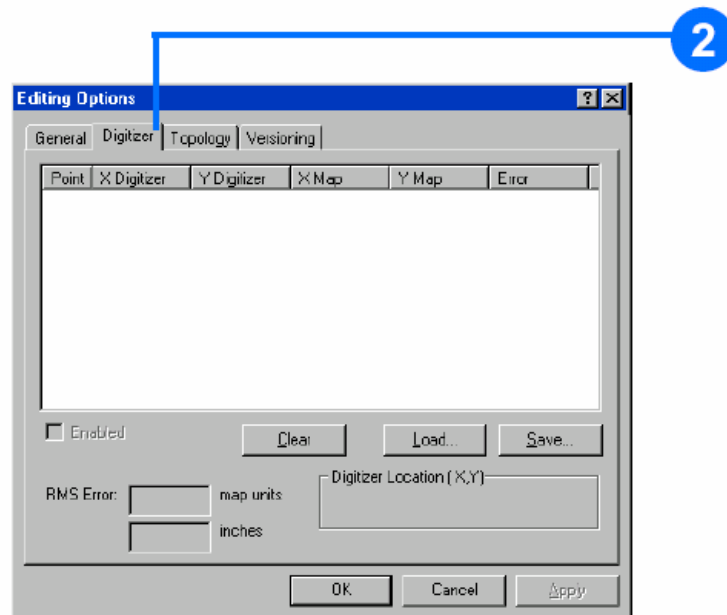 2
Editing Options
General Digitizer Topology Versioning
Point X Digitizer Y Digitizer X Map Y Map Error
Enabled
Clear Load... Save...
RMS Error: map units
inches
Digitizer Location (X,Y)
OK Cancel Apply